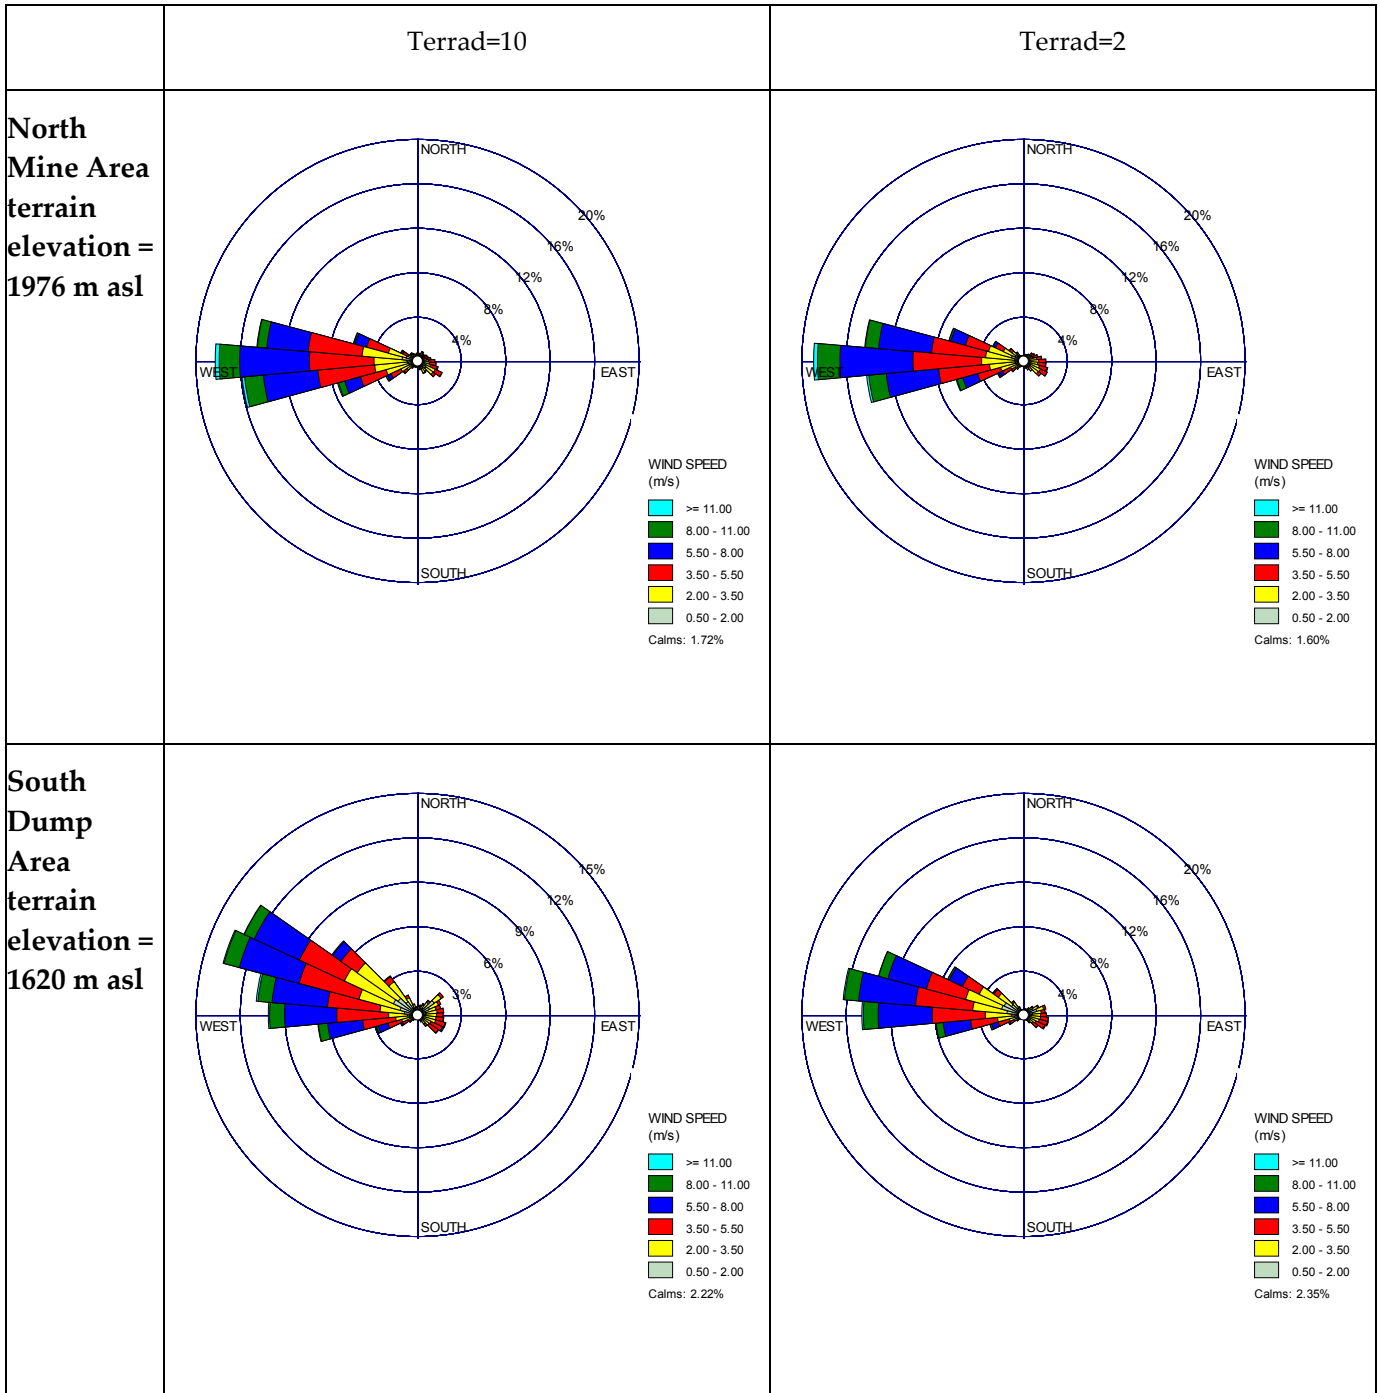 Terrad=10
Terrad=2
North
Mine Area
terrain
elevation =
1976 m asl
NORTH
20%
16%
12%
8%
4%
WEST
EAST
SOUTH
WIND SPEED
(m/s)
>= 11.00
8.00 - 11.00
5.50 - 8.00
3.50 - 5.50
2.00 - 3.50
0.50 - 2.00
Calms: 1.72%
NORTH
20%
16%
12%
8%
4%
WEST
EAST
SOUTH
WIND SPEED
(m/s)
>= 11.00
8.00 - 11.00
5.50 - 8.00
3.50 - 5.50
2.00 - 3.50
0.50 - 2.00
Calms: 1.60%
South
Dump
Area
terrain
elevation =
1620 m asl
NORTH
15%
12%
9%
6%
3%
WEST
EAST
SOUTH
WIND SPEED
(m/s)
>= 11.00
8.00 - 11.00
5.50 - 8.00
3.50 - 5.50
2.00 - 3.50
0.50 - 2.00
Calms: 2.22%
NORTH
20%
16%
12%
8%
4%
WEST
EAST
SOUTH
WIND SPEED
(m/s)
>= 11.00
8.00 - 11.00
5.50 - 8.00
3.50 - 5.50
2.00 - 3.50
0.50 - 2.00
Calms: 2.35%